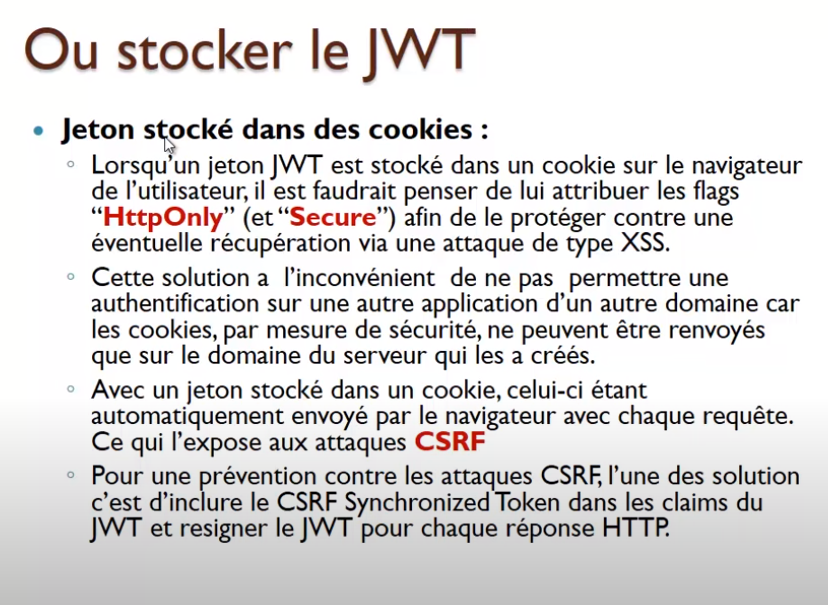 Ou stocker le JWT
• Jeton stocké dans des cookies :
◦ Lorsqu'un jeton JWT est stocké dans un cookie sur le navigateur
de l'utilisateur, il est faudrait penser de lui attribuer les flags
“HttpOnly” (et “Secure”) afin de le protéger contre une
éventuelle récupération via une attaque de type XSS.
◦ Cette solution a l'inconvénient de ne pas permettre une
authentification sur une autre application d'un autre domaine car
les cookies, par mesure de sécurité, ne peuvent être renvoyés
que sur le domaine du serveur qui les a créés.
◦ Avec un jeton stocké dans un cookie, celui-ci étant
automatiquement envoyé par le navigateur avec chaque requête.
Ce qui l'expose aux attaques CSRF
◦ Pour une prévention contre les attaques CSRF, l'une des solution
c'est d'inclure le CSRF Synchronized Token dans les claims du
JWT et resigner le JWT pour chaque réponse HTTP.